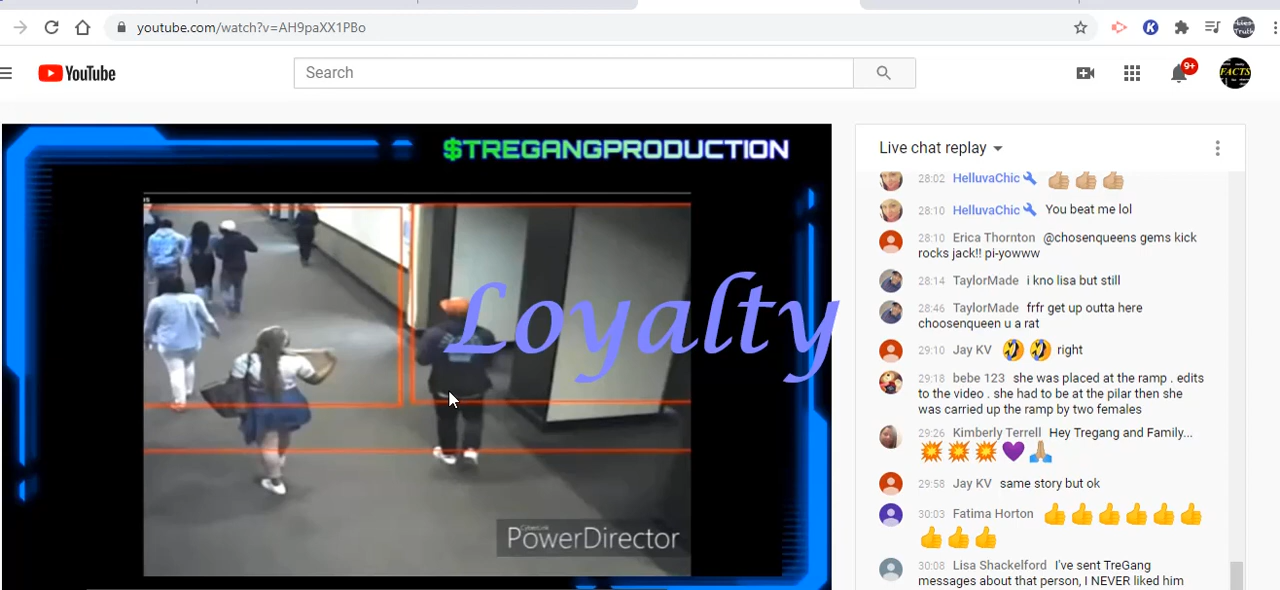 youtube.com/watch?v=AH9paXX1PBo
YouTube
Search
9+
FACTS
$TREGANGPRODUCTION
Loyalty
CyberLink
PowerDirector
Live chat replay
28:02 HelluvaChic
28:10 HelluvaChic You beat me lol
28:10 Erica Thornton @chosenqueens gems kick
rocks jack!! pi-yowww
28:14 TaylorMade i kno lisa but still
28:46 TaylorMade frfr get up outta here
choosenqueen u a rat
29:10 Jay KV 🤣 🤣 right
29:18 bebe 123 she was placed at the ramp . edits
to the video . she had to be at the pilar then she
was carried up the ramp by two females
29:26 Kimberly Terrell Hey Tregang and Family...
29:58 Jay KV same story but ok
30:03 Fatima Horton
30:08 Lisa Shackelford I've sent TreGang
messages about that person, I NEVER liked him